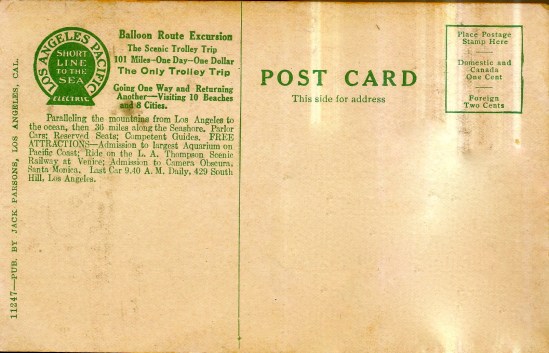 LOS ANGELES PACIFIC
SHORT
LINE
TO THE
SEA
ELECTRIC
Balloon Route Excursion
The Scenic Trolley Trip
101 Miles—One Day—One Dollar
The Only Trolley Trip
Going One Way and Returning
Another—Visiting 10 Beaches
and 8 Cities.
Paralleling the mountains from Los Angeles to
the ocean, then 36 miles along the Seashore. Parlor
Cars; Reserved Seats; Competent Guides. FREE
ATTRACTIONS—Admission to largest Aquarium on
Pacific Coast; Ride on the L. A. Thompson Scenic
Railway at Venice; Admission to Camera Obscura,
Santa Monica. Last Car 9.40 A. M. Daily, 429 South
Hill, Los Angeles.
11247—PUB. BY JACK PARSONS, LOS ANGELES, CAL.
POST CARD
This side for address
Place Postage
Stamp Here
Domestic and
Canada
One Cent
Foreign
Two Cents